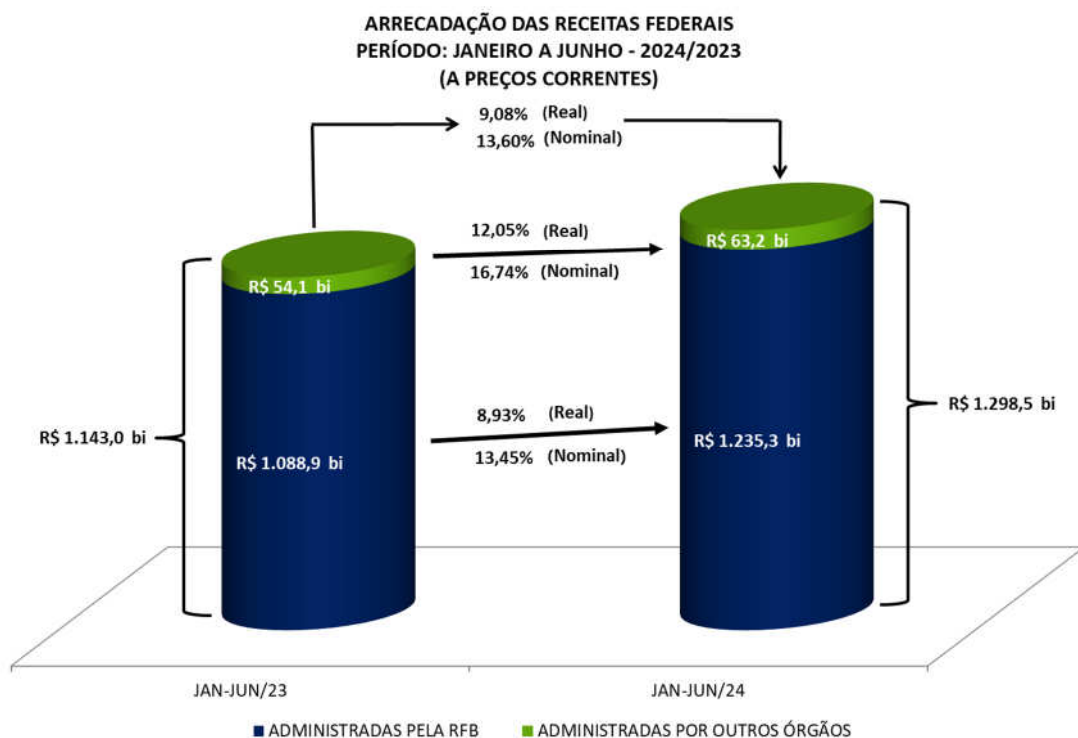 ARRECADAÇÃO DAS RECEITAS FEDERAIS
PERÍODO: JANEIRO A JUNHO - 2024/2023
(A PREÇOS CORRENTES)
9,08% (Real)
13,60% (Nominal)
12,05% (Real)
16,74% (Nominal)
R$ 54,1 bi
R$ 63,2 bi
8,93% (Real)
13,45% (Nominal)
R$ 1.143,0 bi
R$ 1.088,9 bi
R$ 1.235,3 bi
R$ 1.298,5 bi
JAN-JUN/23
JAN-JUN/24
ADMINISTRADAS PELA RFB
ADMINISTRADAS POR OUTROS ÓRGÃOS